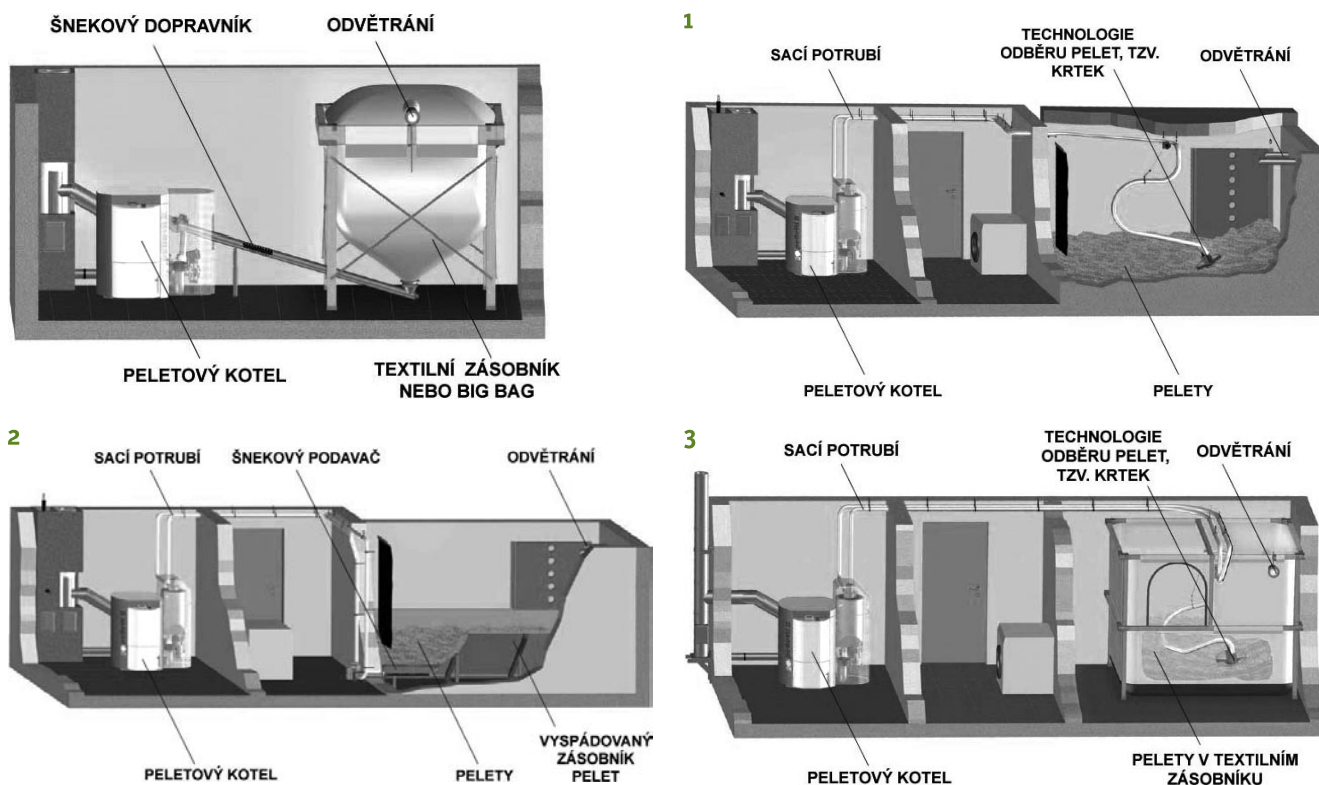 ŠNEKOVÝ DOPRAVNÍK
ODVĚTRÁNÍ
PELETOVÝ KOTEL
TEXTILNÍ ZÁSOBNÍK
NEBO BIG BAG
1
SACÍ POTRUBÍ
TECHNOLOGIE
ODBĚRU PELET, TZV.
KRTEK
ODVĚTRÁNÍ
PELETOVÝ KOTEL
PELETY
2
SACÍ POTRUBÍ
ŠNEKOVÝ PODAVAČ
ODVĚTRÁNÍ
PELETOVÝ KOTEL
PELETY
VYSPÁDOVANÝ
ZÁSOBNÍK
PELET
3
SACÍ POTRUBÍ
TECHNOLOGIE
ODBĚRU PELET,
TZV. KRTEK
ODVĚTRÁNÍ
PELETOVÝ KOTEL
PELETY V TEXTILNÍM
ZÁSOBNÍKU